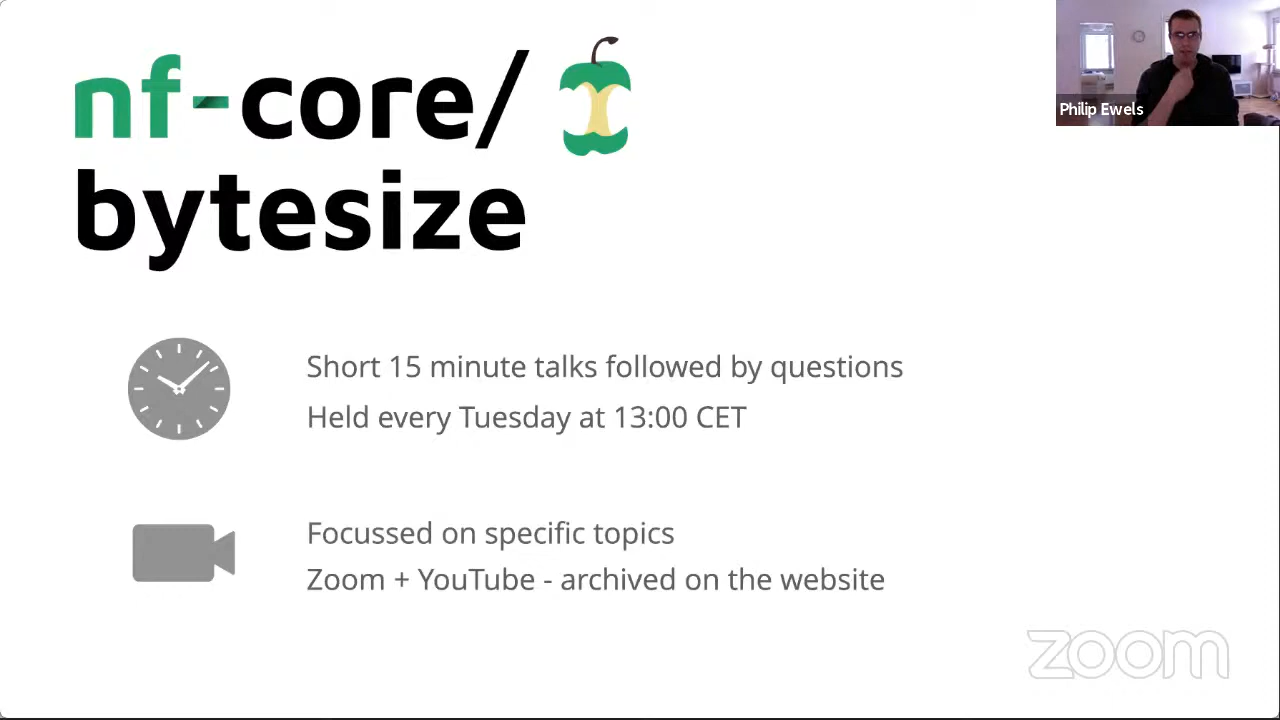 nf-core/
bytesize
Philip Ewels
Short 15 minute talks followed by questions
Held every Tuesday at 13:00 CET
Focussed on specific topics
Zoom + YouTube - archived on the website
zoom